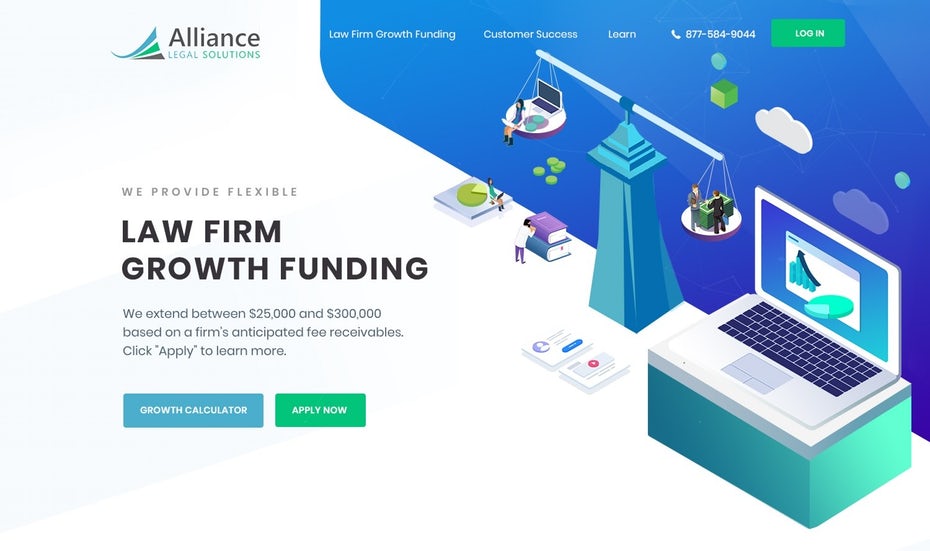 Alliance
LEGAL SOLUTIONS
Law Firm Growth Funding
Customer Success
Learn
877-584-9044
LOG IN
WE PROVIDE FLEXIBLE
LAW FIRM
GROWTH FUNDING
We extend between $25,000 and $300,000
based on a firm's anticipated fee receivables.
Click "Apply" to learn more.
GROWTH CALCULATOR
APPLY NOW